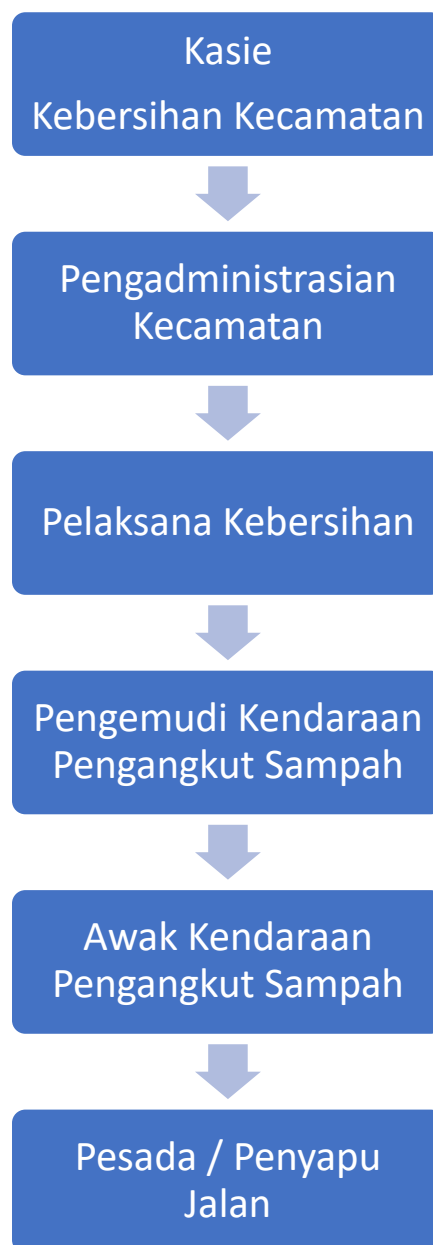 Kasie
Kebersihan Kecamatan
Pengadministrasian
Kecamatan
Pelaksana Kebersihan
Pengemudi Kendaraan
Pengangkut Sampah
Awak Kendaraan
Pengangkut Sampah
Pesada / Penyapu
Jalan